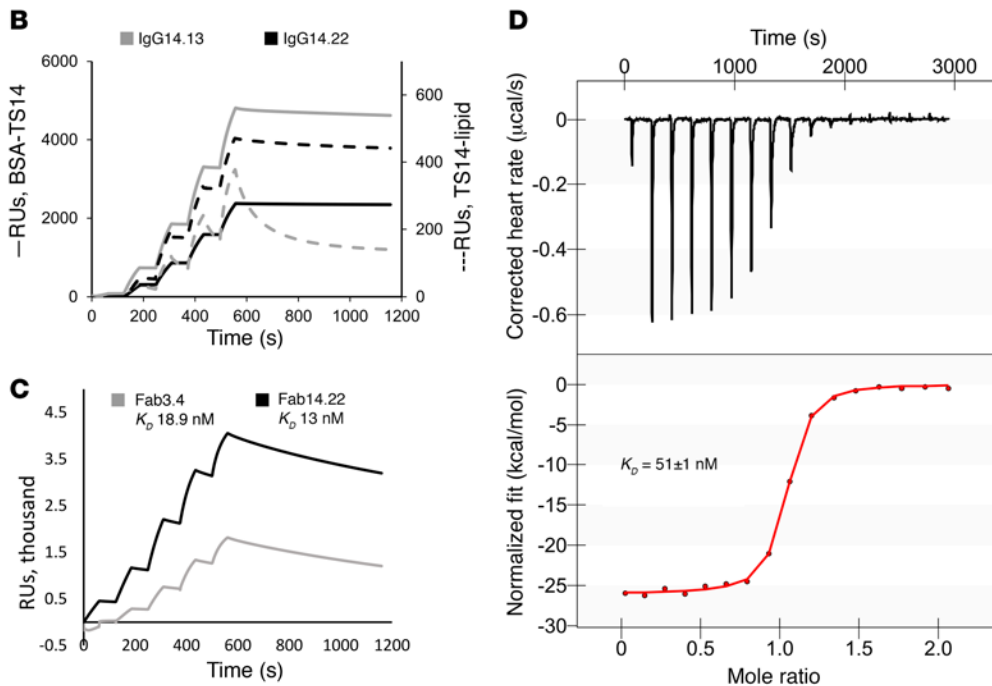 B
IgG14.13 IgG14.22
6000
4000
2000
0
—RUs, BSA-TS14
600
400
200
0
---RUs, TS14-lipid
0 200 400 600 800 1000 1200
Time (s)
C
Fab3.4 Fab14.22
K_D 18.9 nM K_D 13 nM
4.5
3.5
2.5
1.5
0.5
-0.5
RUs, thousand
0 200 400 600 800 1000 1200
Time (s)
D
Time (s)
0 1000 2000 3000
0
-0.2
-0.4
-0.6
Corrected heart rate (µcal/s)
0
-5
-10
-15
-20
-25
-30
Normalized fit (kcal/mol)
K_D = 51±1 nM
0 0.5 1.0 1.5 2.0
Mole ratio